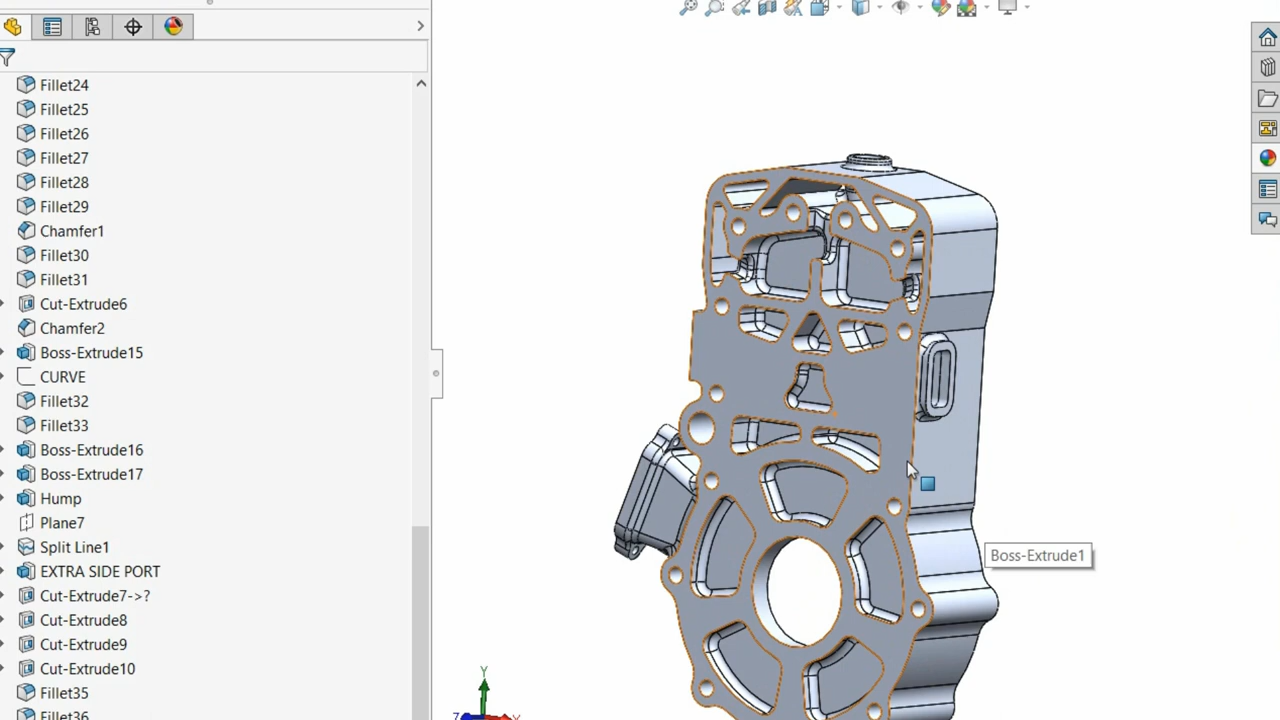 Fillet24
Fillet25
Fillet26
Fillet27
Fillet28
Fillet29
Chamfer1
Fillet30
Fillet31
Cut-Extrude6
Chamfer2
Boss-Extrude15
CURVE
Fillet32
Fillet33
Boss-Extrude16
Boss-Extrude17
Hump
Plane7
Split Line1
Boss-Extrude1
EXTRA SIDE PORT
Cut-Extrude7->?
Cut-Extrude8
Cut-Extrude9
Cut-Extrude10
Fillet35
Y
Fillet36
Z
X